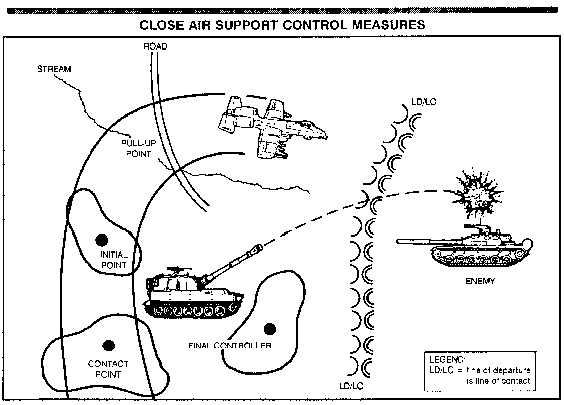 CLOSE AIR SUPPORT CONTROL MEASURES
ROAD
STREAM
LD/LC
PULL-UP
POINT
INITIAL
POINT
ENEMY
FINAL CONTROLLER
CONTACT
POINT
LEGEND
LD/LC = line of departure
is line of contact
LD/LC